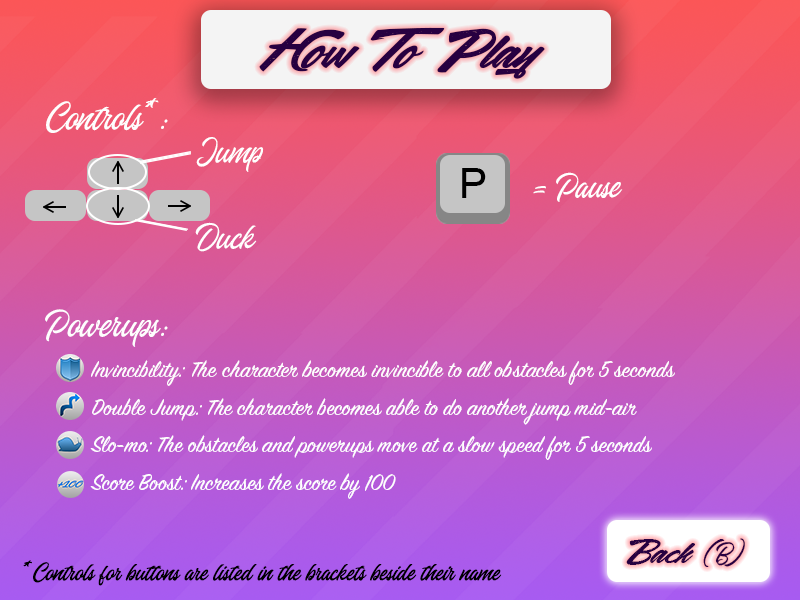 How To Play
Controls*:
Jump
↑
← ↓ →
Duck
P = Pause
Powerups:
Invincibility: The character becomes invincible to all obstacles for 5 seconds
Double Jump: The character becomes able to do another jump mid-air
Slo-mo: The obstacles and powerups move at a slow speed for 5 seconds
+100 Score Boost: Increases the score by 100
Back (B)
* Controls for buttons are listed in the brackets beside their name